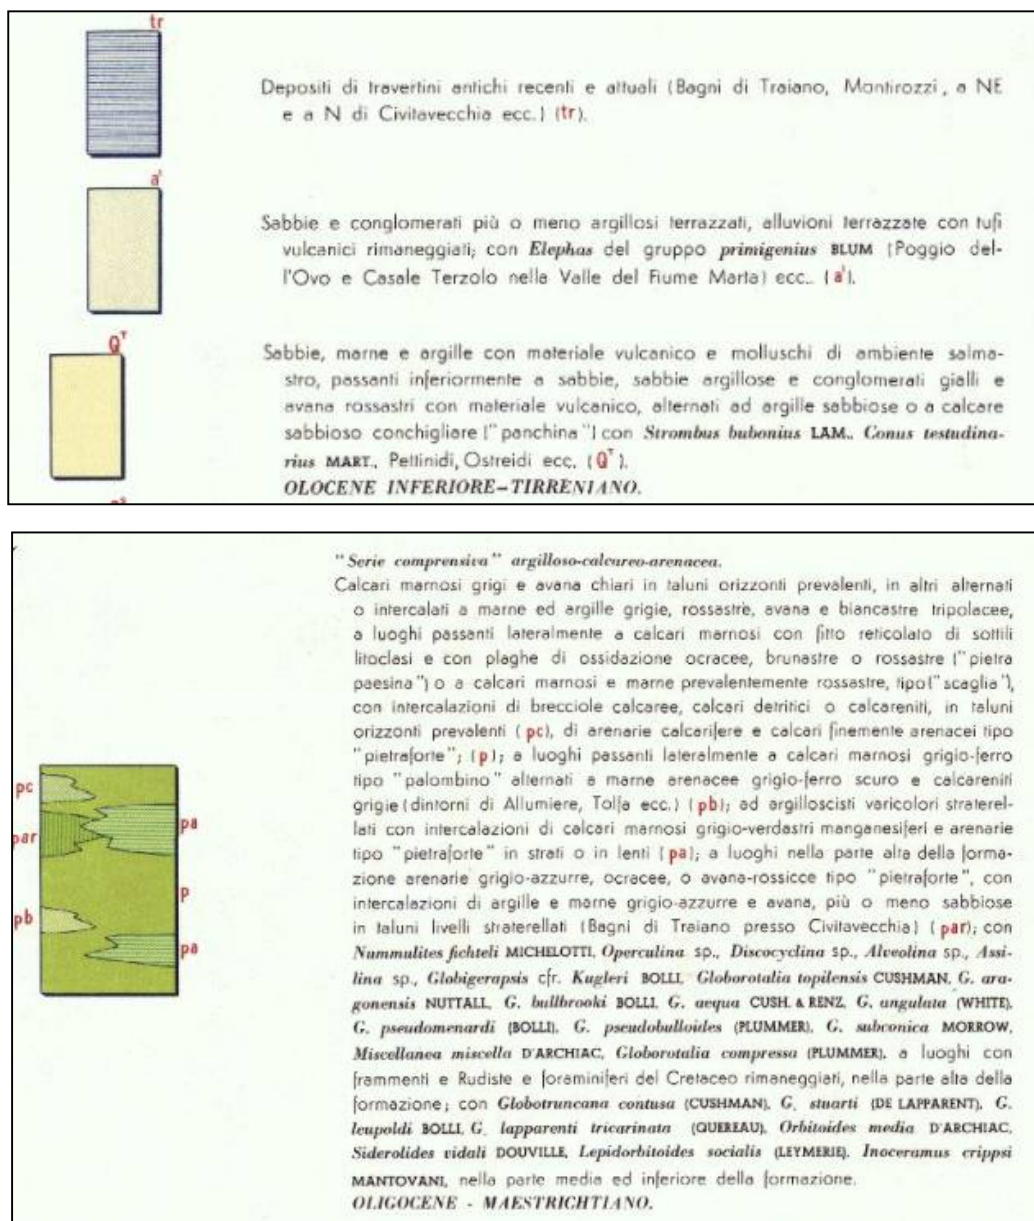 tr
Depositi di travertini antichi recenti e attuali (Bagni di Traiano, Montirozzi, a NE
e a N di Civitavecchia ecc.) (tr).
a¹
Sabbie e conglomerati più o meno argillosi terrazzati, alluvioni terrazzate con tufi
vulcanici rimaneggiati; con Elephas del gruppo primigenius BLUM (Poggio del-
l'Ovo e Casale Terzolo nella Valle del Fiume Marta) ecc.. (a¹).
Qᵀ
Sabbie, marne e argille con materiale vulcanico e molluschi di ambiente salma-
stro, passanti inferiormente a sabbie, sabbie argillose e conglomerati gialli e
avana rossastri con materiale vulcanico, alternati ad argille sabbiose o a calcare
sabbioso conchigliare ("panchina") con Strombus bubonius LAM., Conus testudina-
rius MART., Pettinidi, Ostreidi ecc. (Qᵀ).
OLOCENE INFERIORE-TIRRENIANO.
"Serie comprensiva" argilloso-calcareo-arenacea.
Calcari marnosi grigi e avana chiari in taluni orizzonti prevalenti, in altri alternati
o intercalati a marne ed argille grigie, rossastre, avana e biancastre tripolacee,
a luoghi passanti lateralmente a calcari marnosi con fitto reticolato di sottili
litoclasi e con plaghe di ossidazione ocracee, brunastre o rossastre ("pietra
paesina") o a calcari marnosi e marne prevalentemente rossastre, tipo("scaglia"),
con intercalazioni di brecciole calcaree, calcari detritici o calcareniti, in taluni
orizzonti prevalenti (pc), di arenarie calcarifere e calcari finemente arenacei tipo
"pietraforte"; (p); a luoghi passanti lateralmente a calcari marnosi grigio-ferro
tipo "palombino" alternati a marne arenacee grigio-ferro scuro e calcareniti
grigie (dintorni di Allumiere, Tolfa ecc.) (pb); ad argilloscisti varicolori straterel-
lati con intercalazioni di calcari marnosi grigio-verdastri manganesiferi e arenarie
tipo "pietraforte" in strati o in lenti (pa); a luoghi nella parte alta della forma-
zione arenarie grigio-azzurre, ocracee, o avana-rossicce tipo "pietraforte", con
intercalazioni di argille e marne grigio-azzurre e avana, più o meno sabbiose
in taluni livelli straterellati (Bagni di Traiano presso Civitavecchia) (par); con
Nummulites fichteli MICHELOTTI, Operculina sp., Discocyclina sp., Alveolina sp., Assi-
lina sp., Globigerapsis cfr. Kugleri BOLLI, Globorotalia topilensis CUSHMAN, G. ara-
gonensis NUTTALL, G. bullbrooki BOLLI, G. aequa CUSH. & RENZ, G. angulata (WHITE),
G. pseudomenardi (BOLLI), G. pseudobulloides (PLUMMER), G. subconica MORROW,
Miscellanea miscella D'ARCHIAC, Globorotalia compressa (PLUMMER), a luoghi con
frammenti e Rudiste e foraminiferi del Cretaceo rimaneggiati, nella parte alta della
formazione; con Globotruncana contusa (CUSHMAN), G. stuarti (DE LAPPARENT), G.
leupoldi BOLLI, G. lapparenti tricarinata (QUEREAU), Orbitoides media D'ARCHIAC,
Siderolides vidali DOUVILLE, Lepidorbitoides socialis (LEYMERIE), Inoceramus crippsi
MANTOVANI, nella parte media ed inferiore della formazione.
OLIGOCENE - MAESTRICHTIANO.
pc
par
pa
p
pb
pa